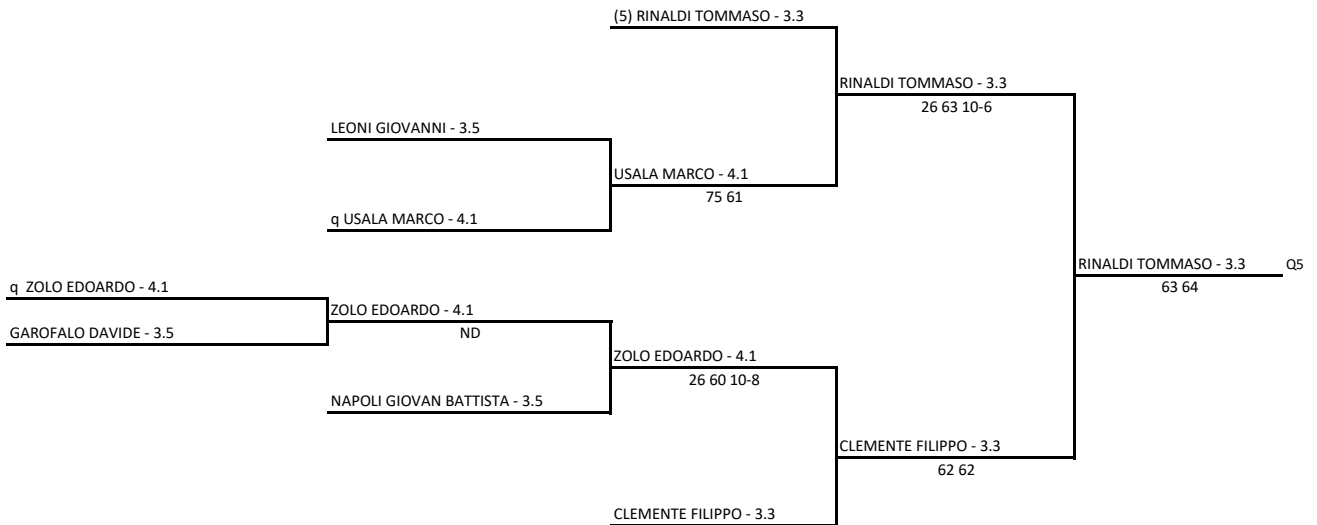 (5) RINALDI TOMMASO - 3.3
RINALDI TOMMASO - 3.3
26 63 10-6
LEONI GIOVANNI - 3.5
USALA MARCO - 4.1
75 61
q USALA MARCO - 4.1
RINALDI TOMMASO - 3.3 Q5
63 64
q ZOLO EDOARDO - 4.1
ZOLO EDOARDO - 4.1
GAROFALO DAVIDE - 3.5
ND
ZOLO EDOARDO - 4.1
26 60 10-8
NAPOLI GIOVAN BATTISTA - 3.5
CLEMENTE FILIPPO - 3.3
62 62
CLEMENTE FILIPPO - 3.3